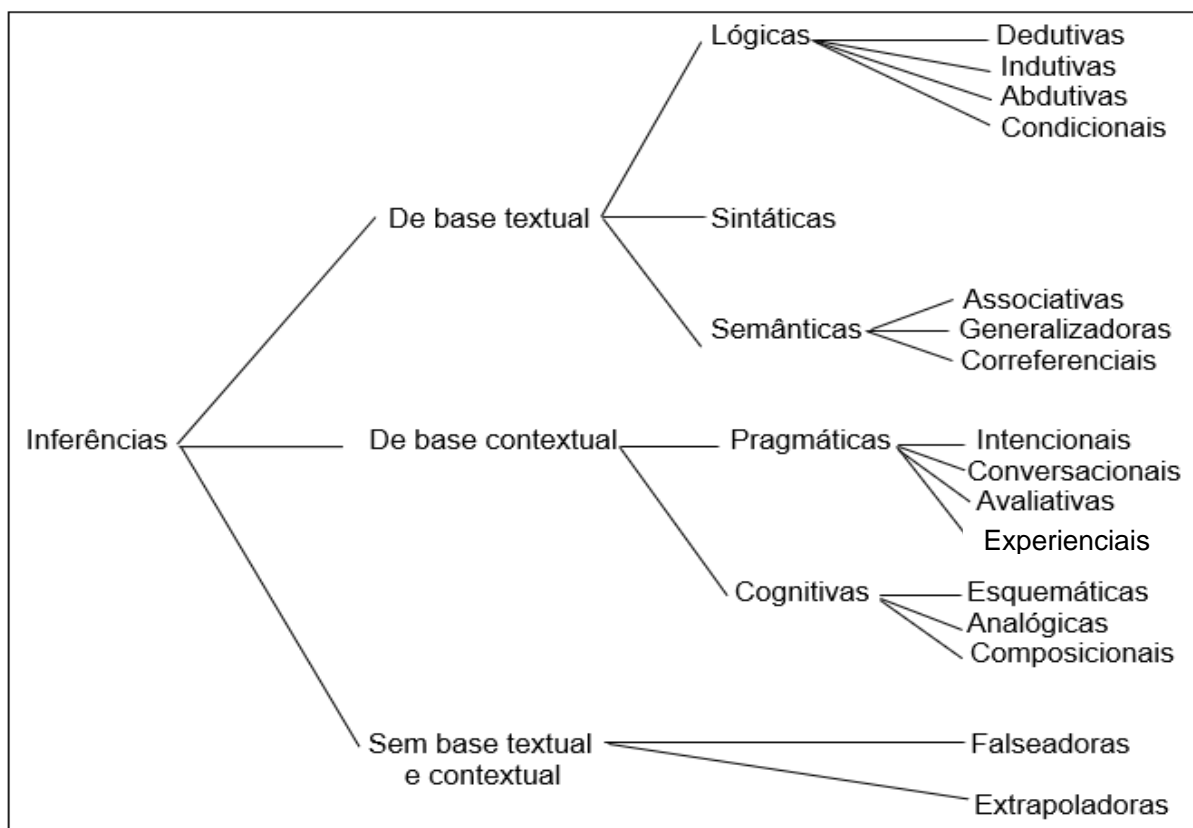 Lógicas
Dedutivas
Indutivas
Abdutivas
Condicionais
De base textual
Sintáticas
Semânticas
Associativas
Generalizadoras
Correferenciais
Inferências
De base contextual
Pragmáticas
Intencionais
Conversacionais
Avaliativas
Experienciais
Cognitivas
Esquemáticas
Analógicas
Composicionais
Sem base textual
e contextual
Falseadoras
Extrapoladoras